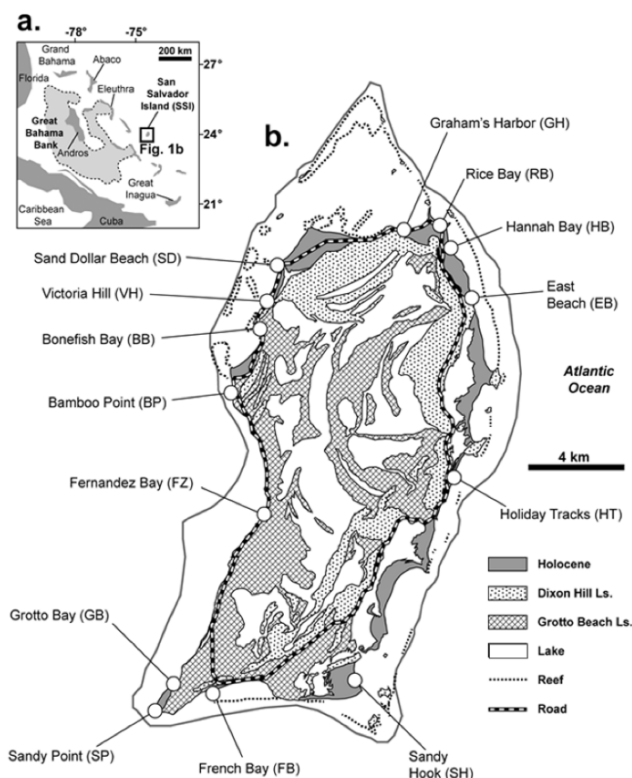 a.
-78°
-75°
200 km
Grand
Bahama
Abaco
27°
Florida
Eleuthra
San
Salvador
Island (SSI)
Great
Bahama
Bank
Andros
24°
Fig. 1b
Great
Inagua
21°
Caribbean
Sea
Cuba
b.
Graham's Harbor (GH)
Rice Bay (RB)
Hannah Bay (HB)
Sand Dollar Beach (SD)
Victoria Hill (VH)
East
Beach (EB)
Bonefish Bay (BB)
Atlantic
Ocean
Bamboo Point (BP)
4 km
Fernandez Bay (FZ)
Holiday Tracks (HT)
Holocene
Dixon Hill Ls.
Grotto Beach Ls.
Lake
Reef
Road
Grotto Bay (GB)
Sandy Point (SP)
French Bay (FB)
Sandy
Hook (SH)